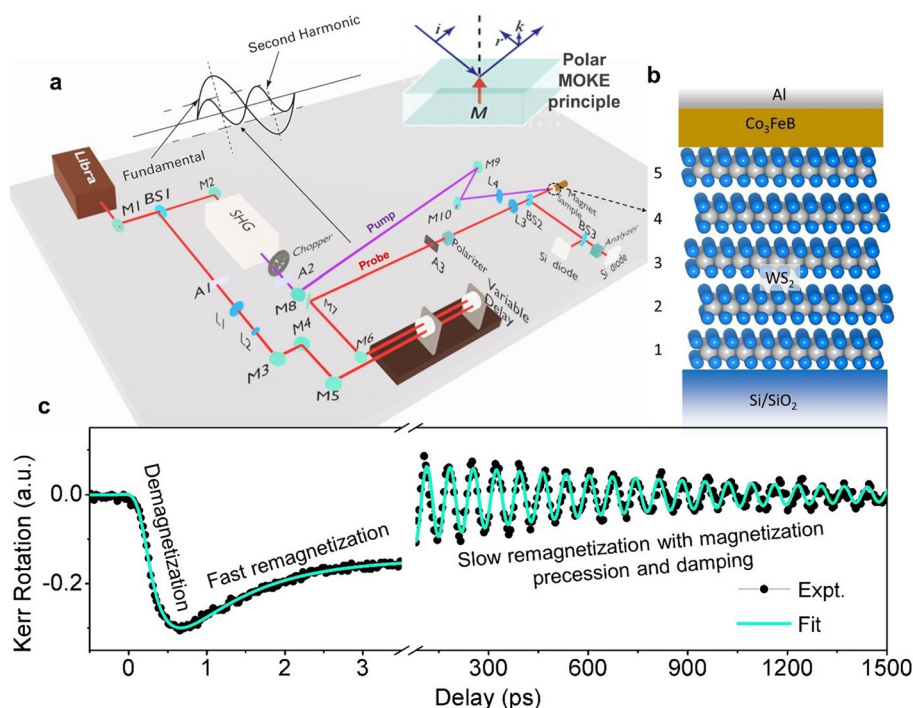 a
Second Harmonic
Fundamental
i
r
k
M
Polar
MOKE
principle
b
Libra
M1
BS1
M2
SHG
Chopper
A2
M8
Pump
Probe
M9
L4
M10
L3
BS2
Magnet
Sample
BS3
Analyzer
Si diode
Si diode
Polarizer
A3
A1
L1
L2
M3
M4
M5
M6
M7
Variable
Delay
Al
Co₃FeB
5
4
3
WS₂
2
1
Si/SiO₂
c
Kerr Rotation (a.u.)
0.0
-0.2
Demagnetization
Fast remagnetization
Slow remagnetization with magnetization
precession and damping
Expt.
Fit
0
1
2
3
300
600
900
1200
1500
Delay (ps)